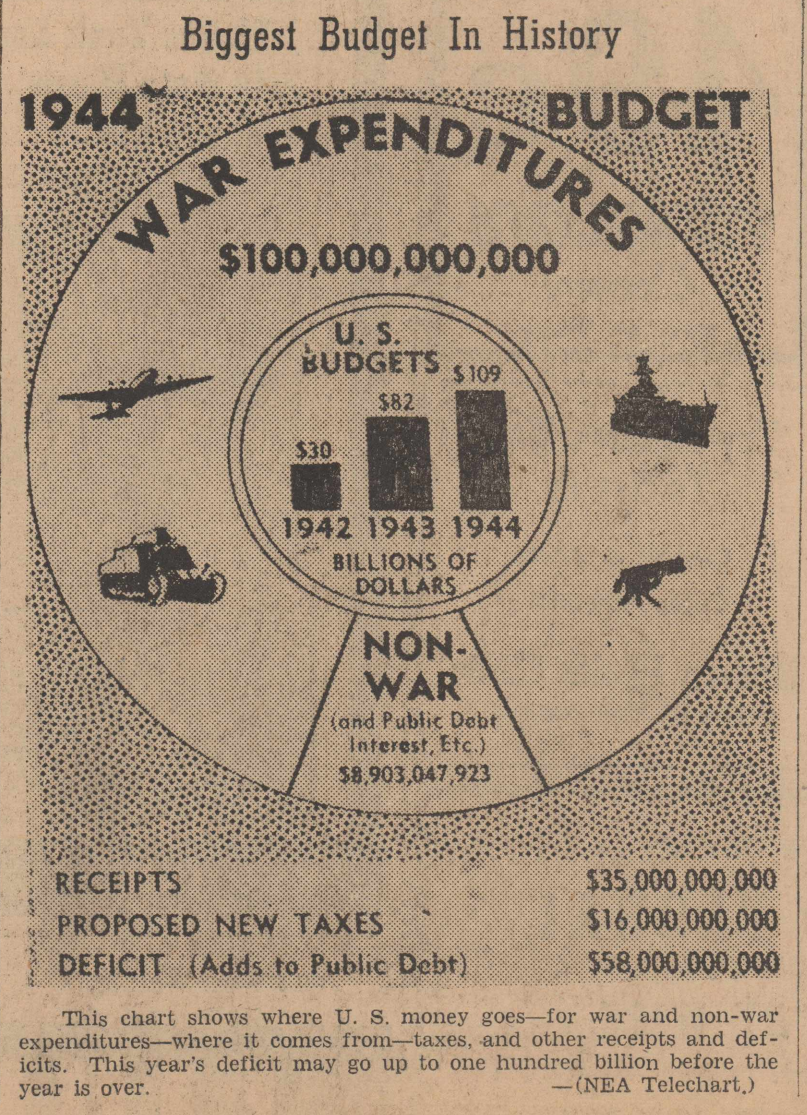 Biggest Budget In History
1944 BUDGET
WAR EXPENDITURES
$100,000,000,000
U. S.
BUDGETS
$30 $82 $109
1942 1943 1944
BILLIONS OF
DOLLARS
NON-
WAR
(and Public Debt
Interest, Etc.)
$8,903,047,923
RECEIPTS $35,000,000,000
PROPOSED NEW TAXES $16,000,000,000
DEFICIT (Adds to Public Debt) $58,000,000,000
This chart shows where U. S. money goes—for war and non-war
expenditures—where it comes from—taxes, and other receipts and def-
icits. This year's deficit may go up to one hundred billion before the
year is over. —(NEA Telechart.)